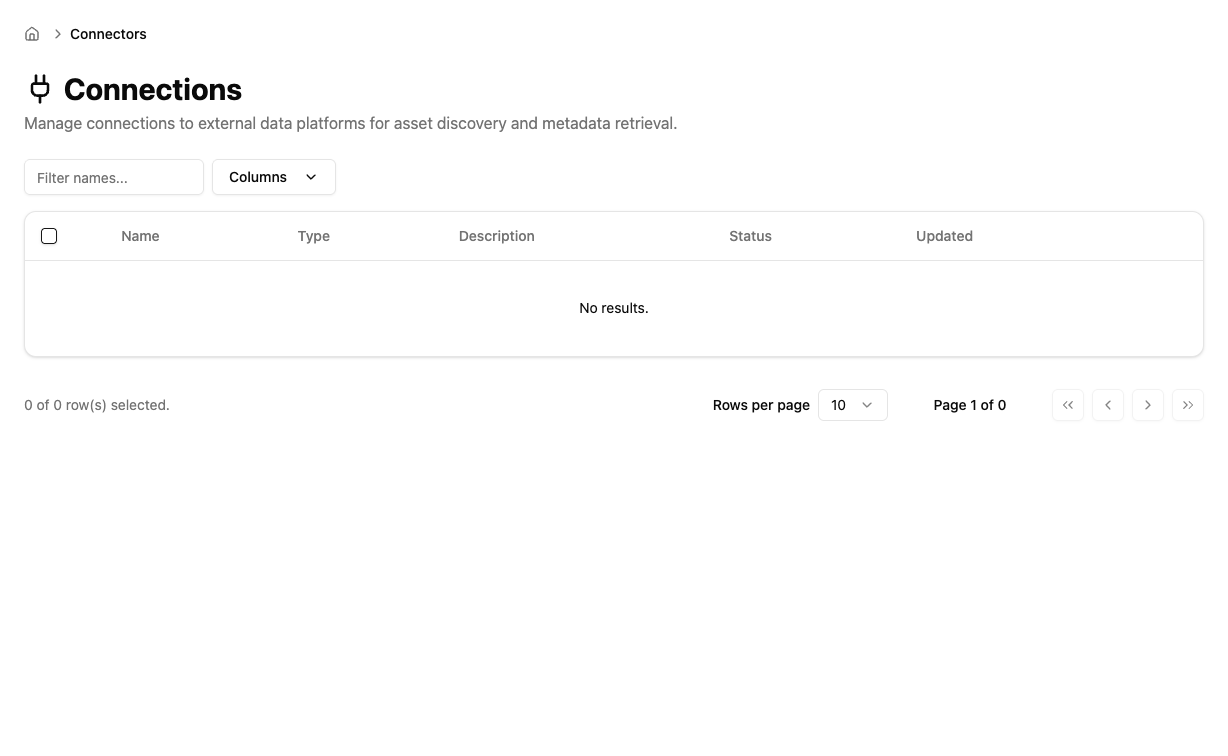 Connectors
Connections
Manage connections to external data platforms for asset discovery and metadata retrieval.
Filter names...
Columns
Name Type Description Status Updated
No results.
0 of 0 row(s) selected. Rows per page 10 Page 1 of 0